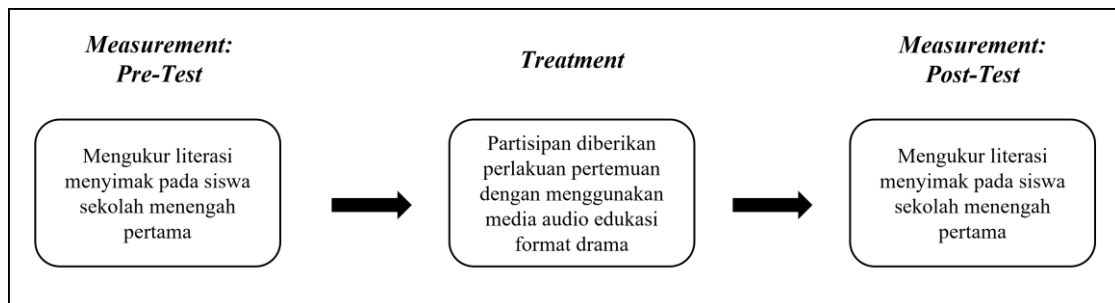 Measurement:
Pre-Test
Mengukur literasi
menyimak pada siswa
sekolah menengah
pertama
Treatment
Partisipan diberikan
perlakuan pertemuan
dengan menggunakan
media audio edukasi
format drama
Measurement:
Post-Test
Mengukur literasi
menyimak pada siswa
sekolah menengah
pertama